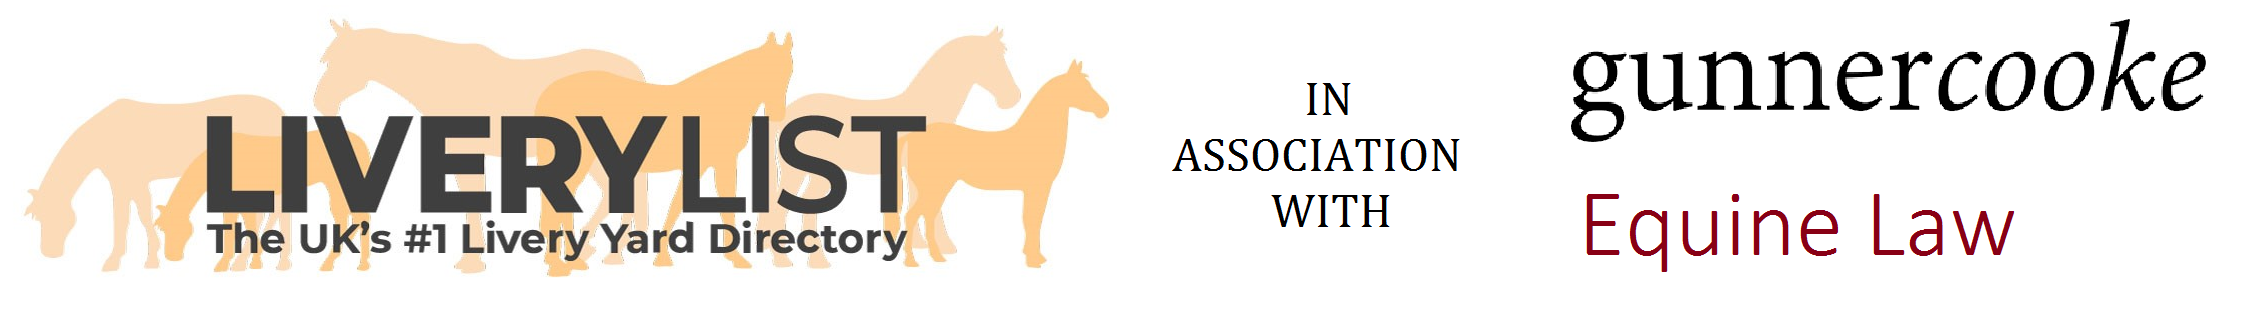 LIVERYLIST
The UK's #1 Livery Yard Directory
IN
ASSOCIATION
WITH
gunnercooke
Equine Law